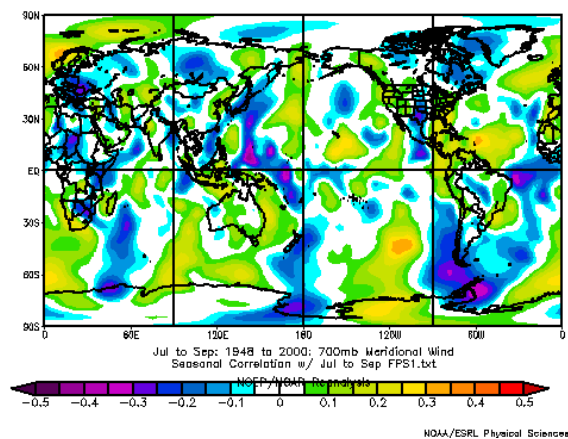 90N
60N
30N
EQ
30S
60S
90S
0 60E 120E 180 120W 60W 0
Jul to Sep: 1948 to 2000: 700mb Meridional Wind
Seasonal Correlation w/ Jul to Sep FPS1.txt
NCEP/NCAR Reanalysis
-0.5 -0.4 -0.3 -0.2 -0.1 0 0.1 0.2 0.3 0.4 0.5
NOAA/ESRL Physical Sciences